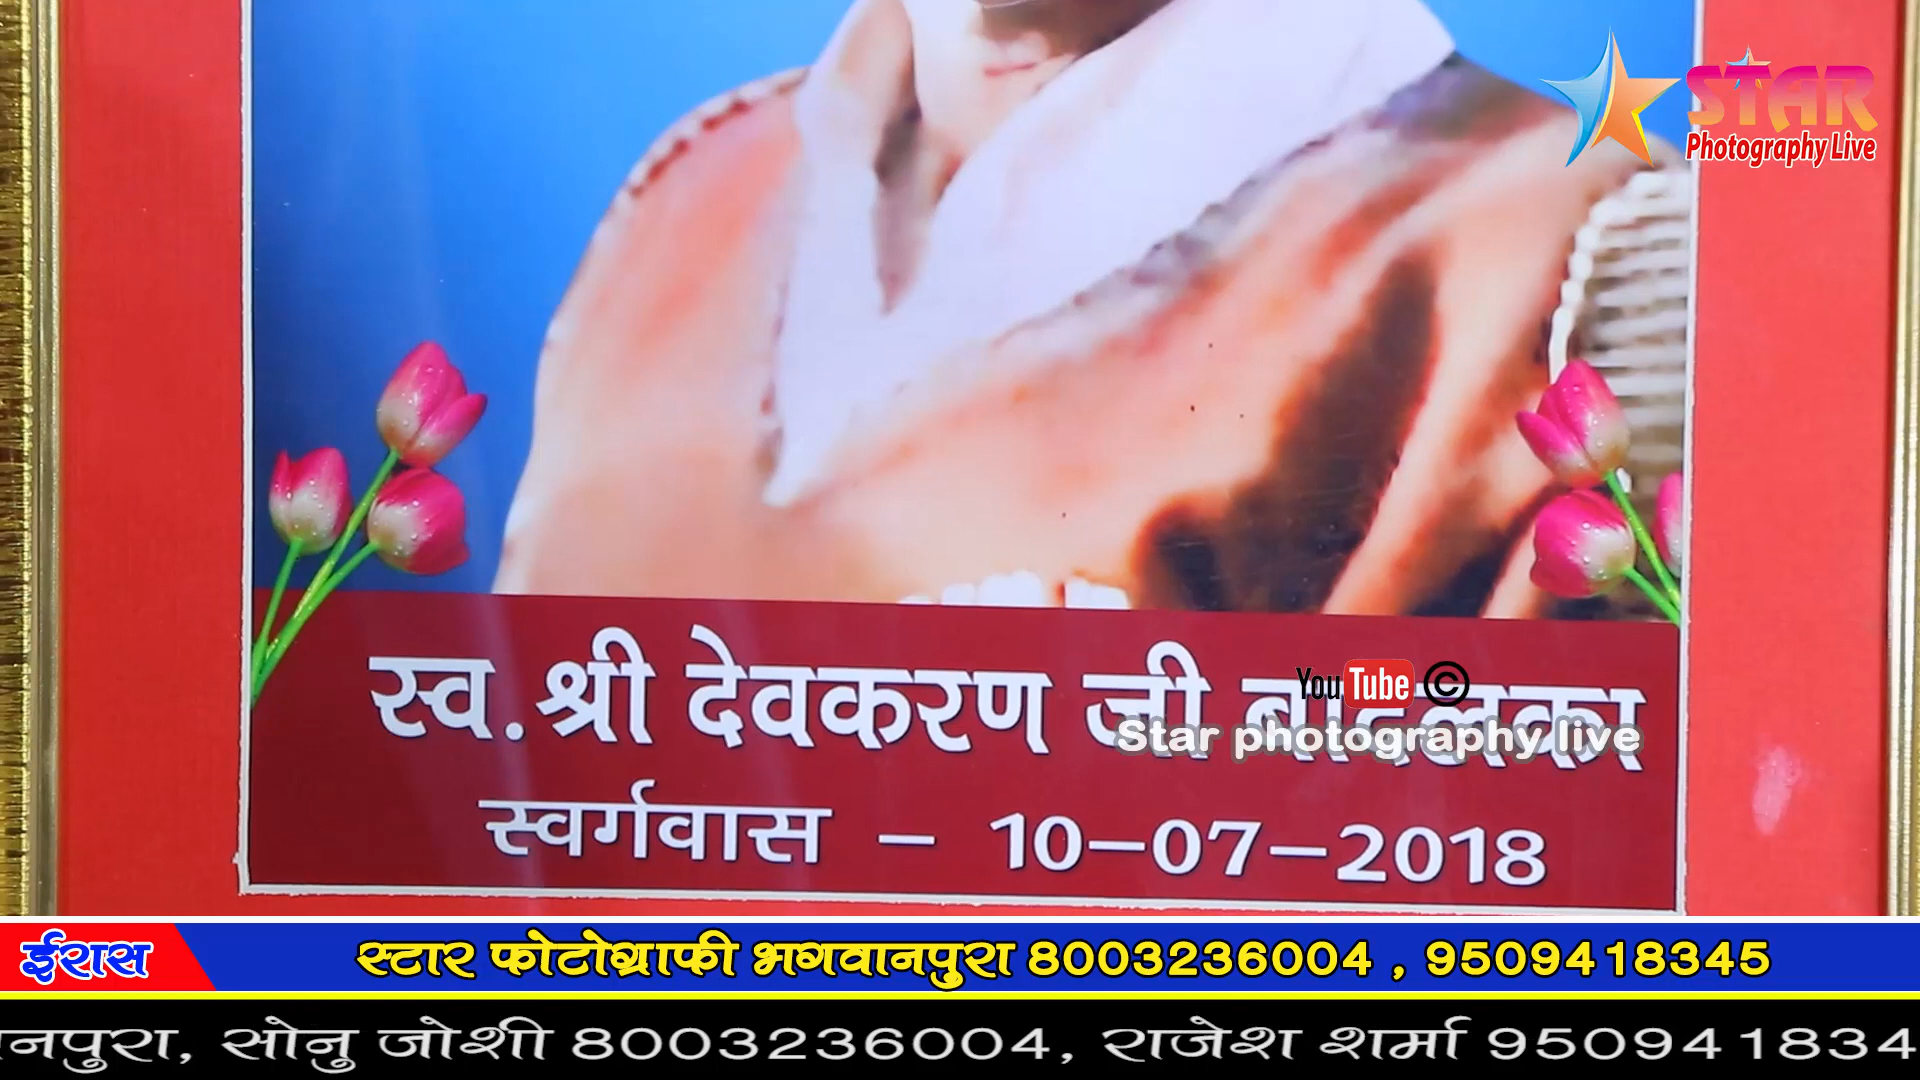 STAR
Photography Live
स्व. श्री देवकरण जी बादलका
YouTube ©
Star photography live
स्वर्गवास - 10-07-2018
ईरास
स्टार फोटोग्राफी भगवानपुरा 8003236004 , 9509418345
नपुरा, सोनु जोशी 8003236004, राजेश शर्मा 950941834